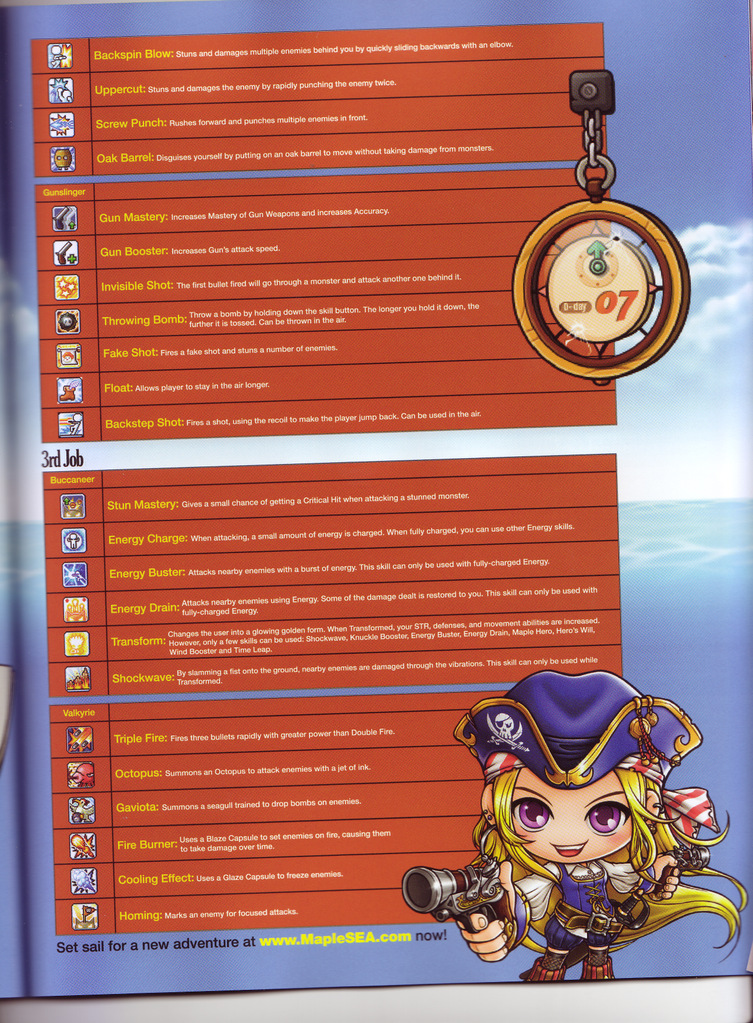 Backspin Blow: Stuns and damages multiple enemies behind you by quickly sliding backwards with an elbow.
Uppercut: Stuns and damages the enemy by rapidly punching the enemy twice.
Screw Punch: Rushes forward and punches multiple enemies in front.
Oak Barrel: Disguises yourself by putting on an oak barrel to move without taking damage from monsters.
Gunslinger
Gun Mastery: Increases Mastery of Gun Weapons and increases Accuracy.
Gun Booster: Increases Gun's attack speed.
Invisible Shot: The first bullet fired will go through a monster and attack another one behind it.
Throwing Bomb: Throw a bomb by holding down the skill button. The longer you hold it down, the
further it is tossed. Can be thrown in the air.
Fake Shot: Fires a fake shot and stuns a number of enemies.
Float: Allows player to stay in the air longer.
Backstep Shot: Fires a shot, using the recoil to make the player jump back. Can be used in the air.
D-day 07
3rd Job
Buccaneer
Stun Mastery: Gives a small chance of getting a Critical Hit when attacking a stunned monster.
Energy Charge: When attacking, a small amount of energy is charged. When fully charged, you can use other Energy skills.
Energy Buster: Attacks nearby enemies with a burst of energy. This skill can only be used with fully-charged Energy.
Energy Drain: Attacks nearby enemies using Energy. Some of the damage dealt is restored to you. This skill can only be used with
fully-charged Energy.
Transform: Changes the user into a glowing golden form. When Transformed, your STR, defenses, and movement abilities are increased.
However, only a few skills can be used: Shockwave, Knuckle Booster, Energy Buster, Energy Drain, Maple Hero, Hero's Will,
Wind Booster and Time Leap.
Shockwave: By slamming a fist onto the ground, nearby enemies are damaged through the vibrations. This skill can only be used while
Transformed.
Valkyrie
Triple Fire: Fires three bullets rapidly with greater power than Double Fire.
Octopus: Summons an Octopus to attack enemies with a jet of ink.
Gaviota: Summons a seagull trained to drop bombs on enemies.
Fire Burner: Uses a Blaze Capsule to set enemies on fire, causing them
to take damage over time.
Cooling Effect: Uses a Glaze Capsule to freeze enemies.
Homing: Marks an enemy for focused attacks.
Set sail for a new adventure at www.MapleSEA.com now!